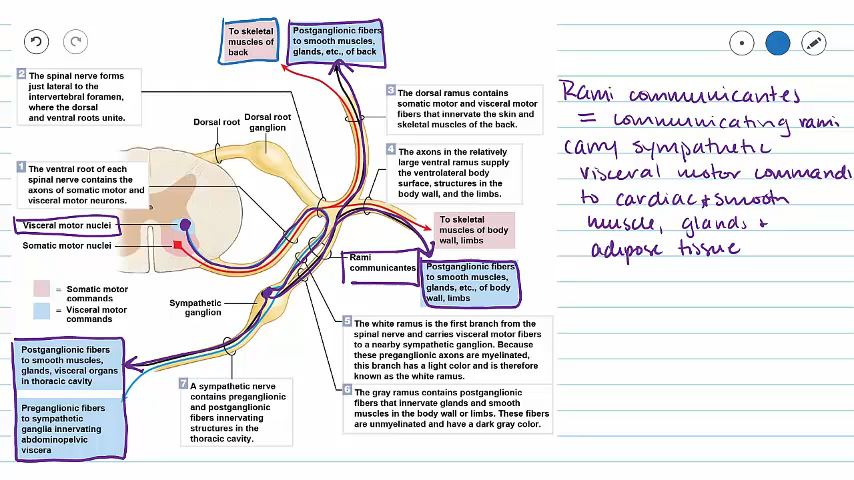 To skeletal
muscles of
back
Postganglionic fibers
to smooth muscles,
glands, etc., of back
2 The spinal nerve forms
just lateral to the
intervertebral foramen,
where the dorsal
and ventral roots unite.
Dorsal root
Dorsal root
ganglion
3 The dorsal ramus contains
somatic motor and visceral motor
fibers that innervate the skin and
skeletal muscles of the back.
1 The ventral root of each
spinal nerve contains the
axons of somatic motor and
visceral motor neurons.
4 The axons in the relatively
large ventral ramus supply
the ventrolateral body
surface, structures in the
body wall, and the limbs.
Visceral motor nuclei
Somatic motor nuclei
To skeletal
muscles of body
wall, limbs
Rami
communicantes
Postganglionic fibers
to smooth muscles,
glands, etc., of body
wall, limbs
= Somatic motor
commands
= Visceral motor
commands
Sympathetic
ganglion
5 The white ramus is the first branch from the
spinal nerve and carries visceral motor fibers
to a nearby sympathetic ganglion. Because
these preganglionic axons are myelinated,
this branch has a light color and is therefore
known as the white ramus.
6 The gray ramus contains postganglionic
fibers that innervate glands and smooth
muscles in the body wall or limbs. These fibers
are unmyelinated and have a dark gray color.
Postganglionic fibers
to smooth muscles,
glands, visceral organs
in thoracic cavity
Preganglionic fibers
to sympathetic
ganglia innervating
abdominopelvic
viscera
7 A sympathetic nerve
contains preganglionic
and postganglionic
fibers innervating
structures in the
thoracic cavity.
Rami communicantes
= communicating rami
carry sympathetic
visceral motor commands
to cardiac & smooth
muscle, glands &
adipose tissue